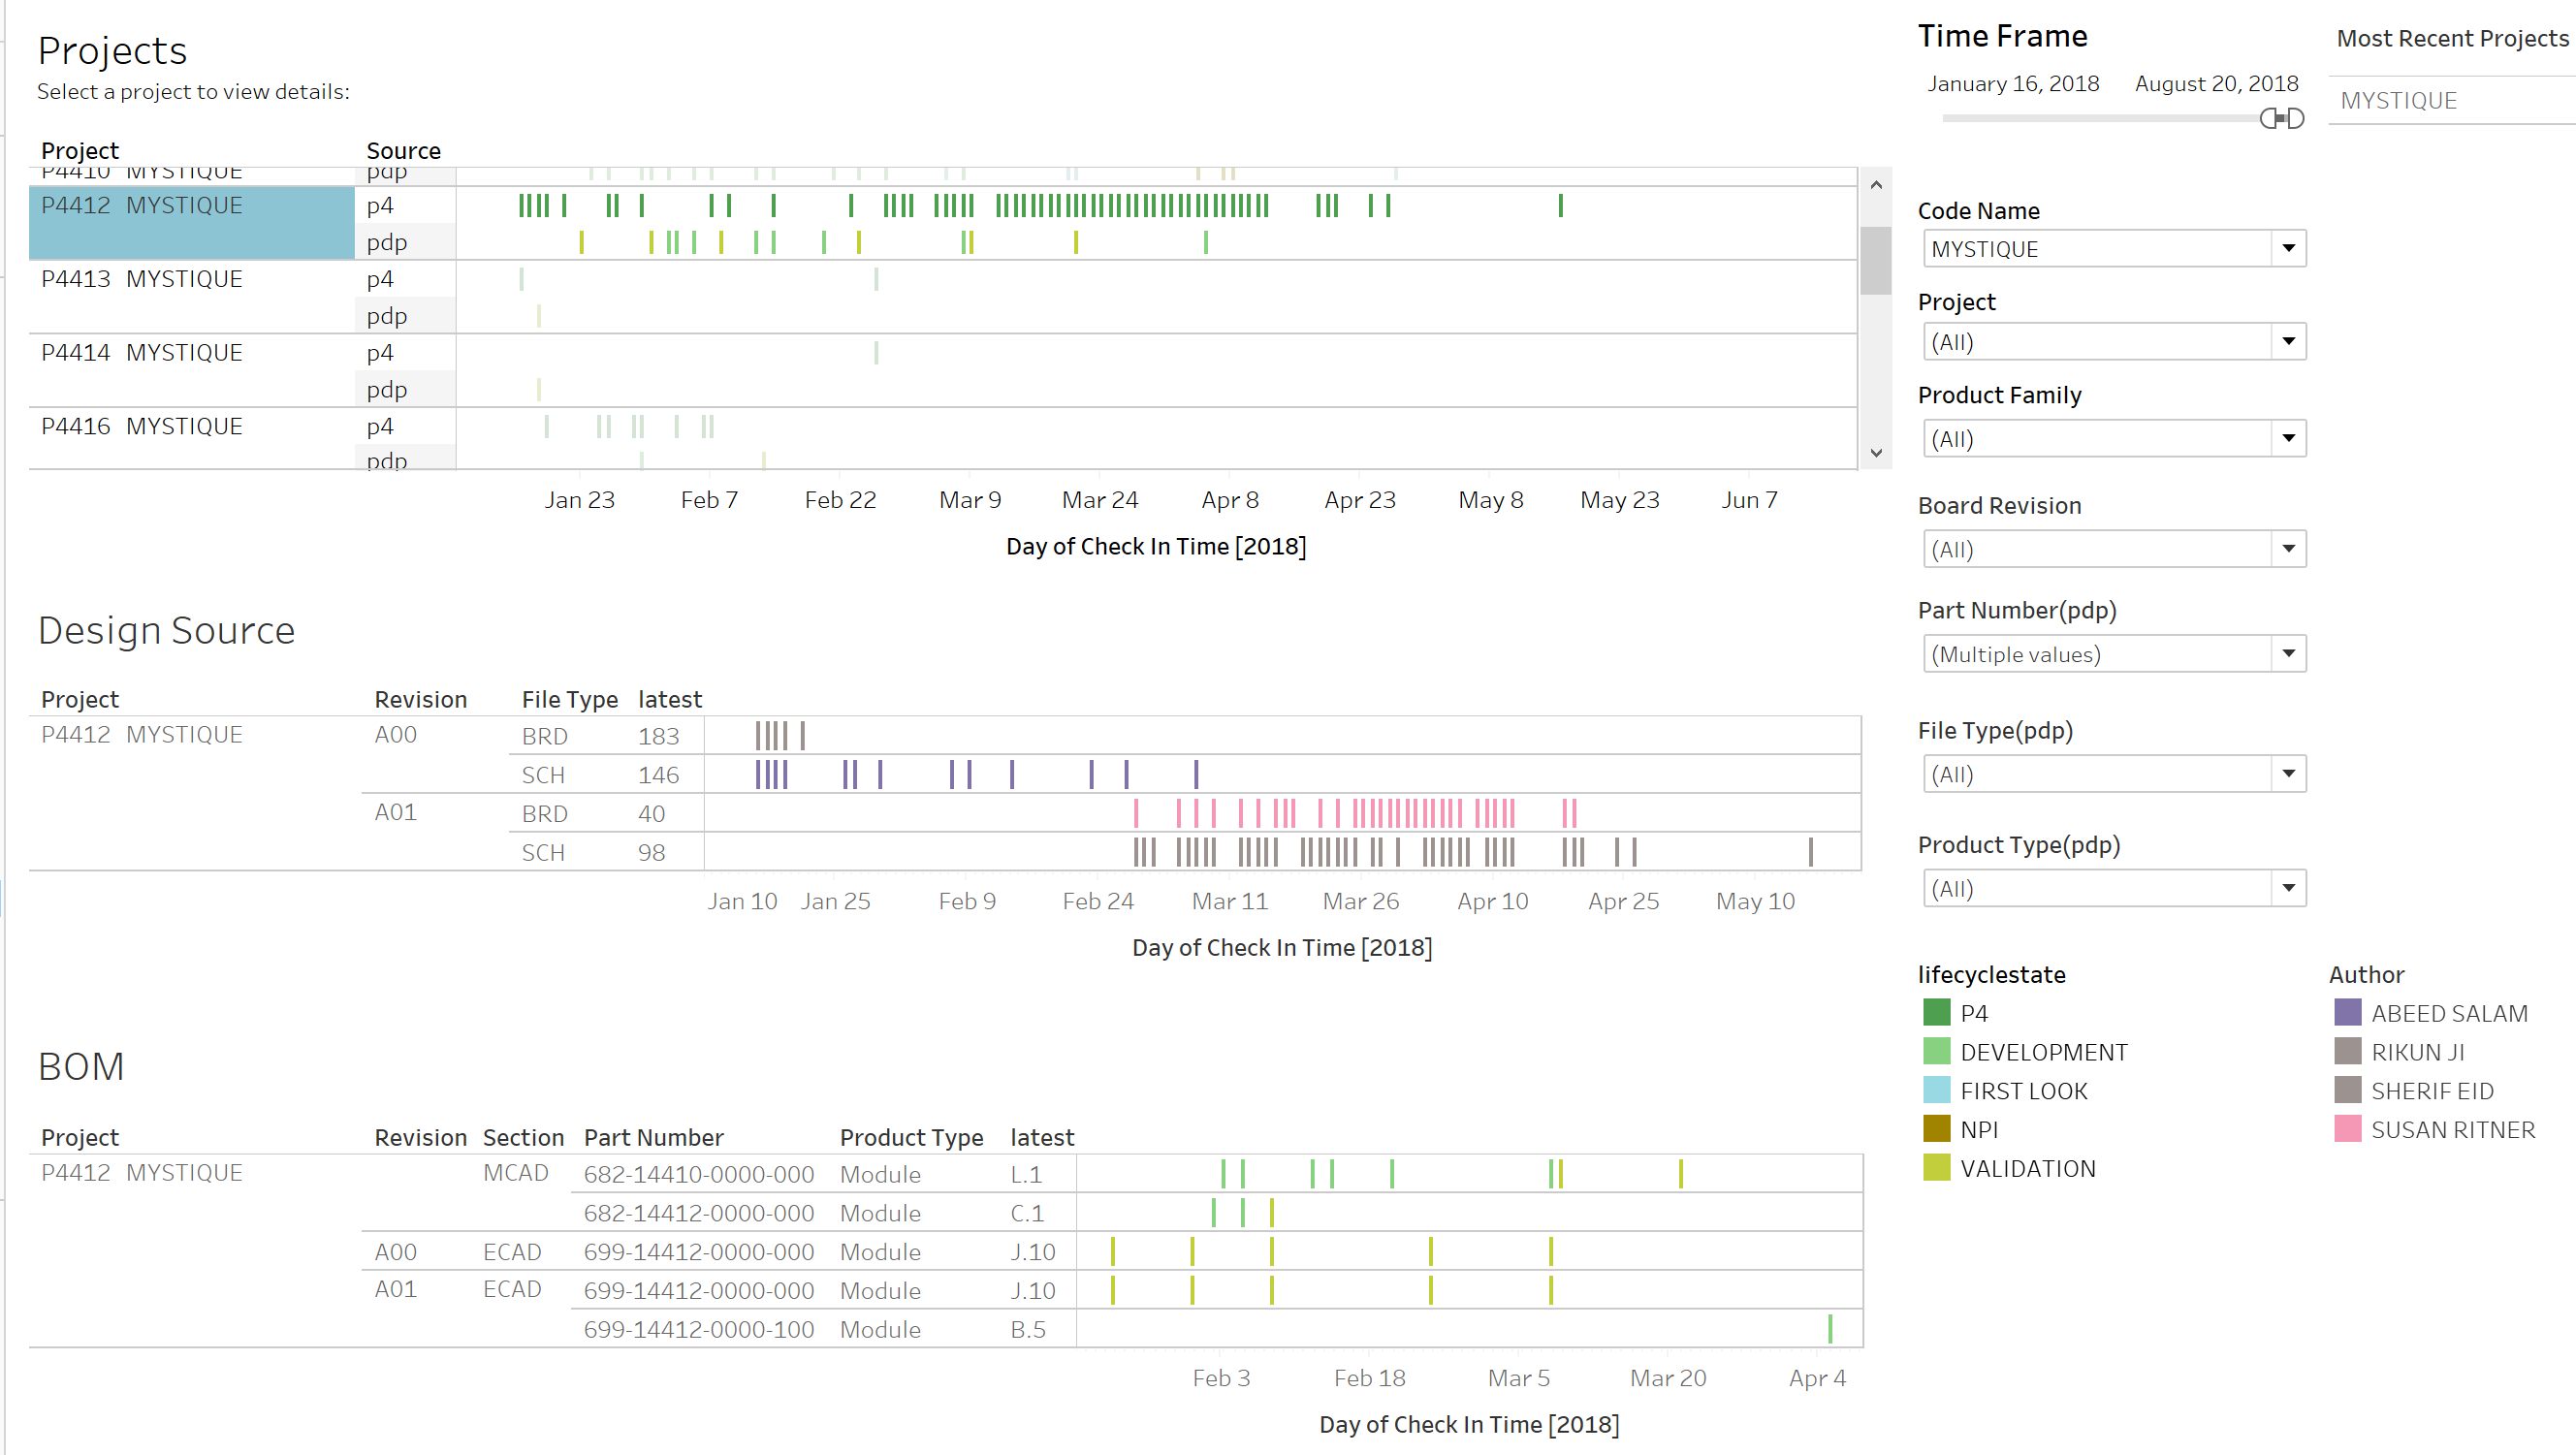 Projects
Select a project to view details:
Project Source
P4410 MYSTIQUE pdp
P4412 MYSTIQUE p4
pdp
P4413 MYSTIQUE p4
pdp
P4414 MYSTIQUE p4
pdp
P4416 MYSTIQUE p4
pdp
Jan 23 Feb 7 Feb 22 Mar 9 Mar 24 Apr 8 Apr 23 May 8 May 23 Jun 7
Day of Check In Time [2018]
Design Source
Project Revision File Type latest
P4412 MYSTIQUE A00 BRD 183
SCH 146
A01 BRD 40
SCH 98
Jan 10 Jan 25 Feb 9 Feb 24 Mar 11 Mar 26 Apr 10 Apr 25 May 10
Day of Check In Time [2018]
BOM
Project Revision Section Part Number Product Type latest
P4412 MYSTIQUE MCAD 682-14410-0000-000 Module L.1
682-14412-0000-000 Module C.1
A00 ECAD 699-14412-0000-000 Module J.10
A01 ECAD 699-14412-0000-000 Module J.10
699-14412-0000-100 Module B.5
Feb 3 Feb 18 Mar 5 Mar 20 Apr 4
Day of Check In Time [2018]
Time Frame
January 16, 2018 August 20, 2018
Most Recent Projects
MYSTIQUE
Code Name
MYSTIQUE
Project
(All)
Product Family
(All)
Board Revision
(All)
Part Number(pdp)
(Multiple values)
File Type(pdp)
(All)
Product Type(pdp)
(All)
lifecyclestate
P4
DEVELOPMENT
FIRST LOOK
NPI
VALIDATION
Author
ABEED SALAM
RIKUN JI
SHERIF EID
SUSAN RITNER